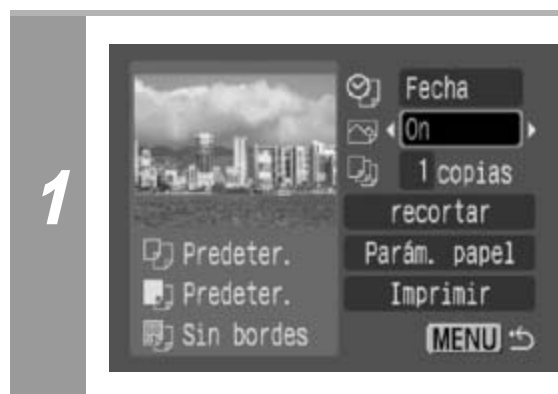 1
Fecha
On
1 copias
recortar
Parám. papel
Imprimir
Predeter.
Predeter.
Sin bordes
MENU